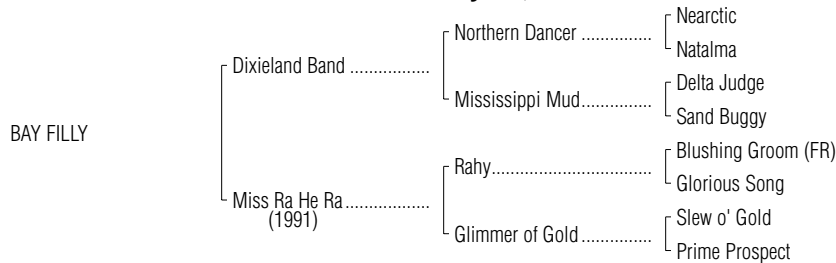 Nearctic
Northern Dancer ...............
Natalma
Dixieland Band .................
Delta Judge
Mississippi Mud...............
Sand Buggy
BAY FILLY
Blushing Groom (FR)
Rahy..................................
Glorious Song
Miss Ra He Ra..................
(1991)
Slew o' Gold
Glimmer of Gold...............
Prime Prospect